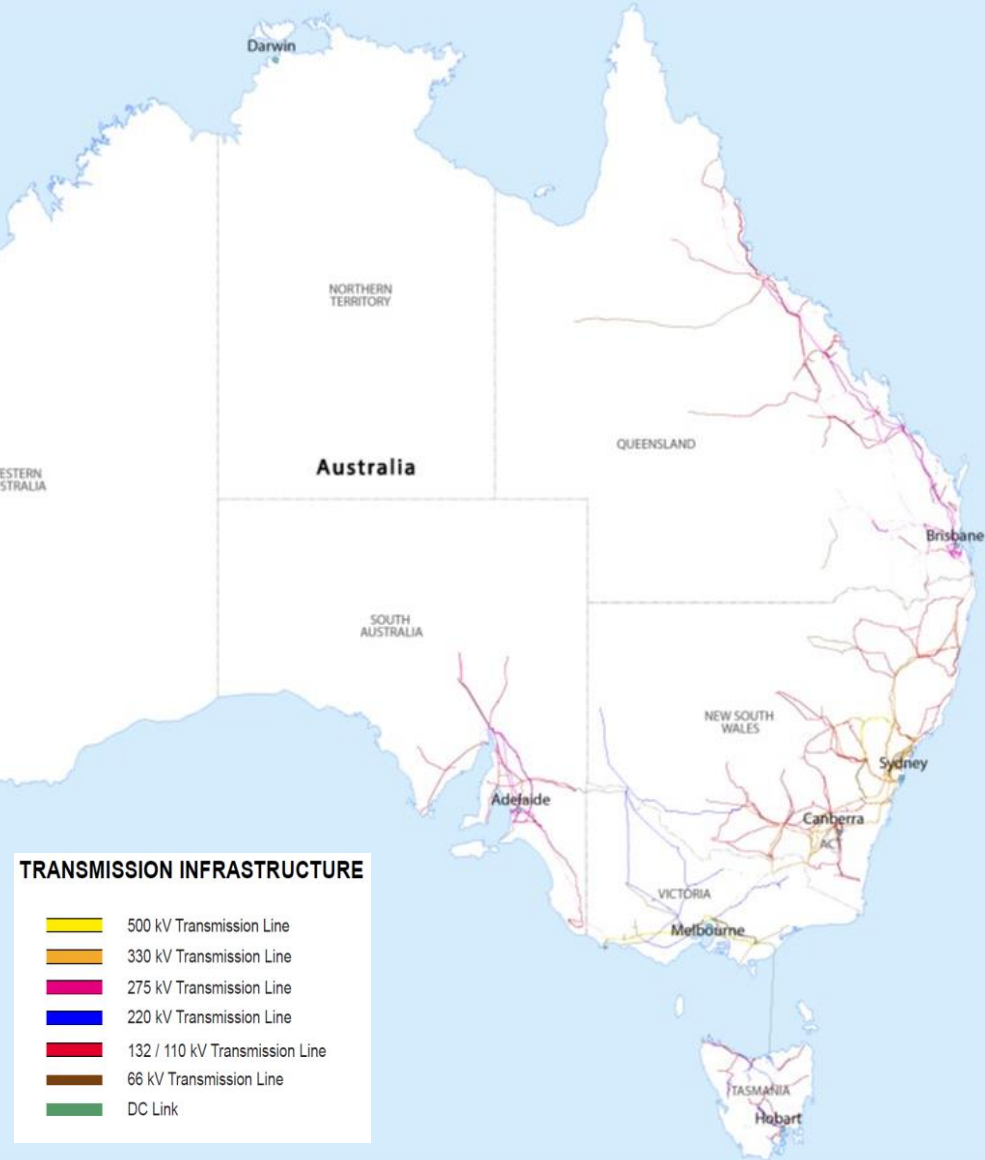 Darwin
NORTHERN
TERRITORY
QUEENSLAND
ESTERN
STRALIA
Australia
Brisbane
SOUTH
AUSTRALIA
NEW SOUTH
WALES
Sydney
Adelaide
Canberra
ACT
VICTORIA
Melbourne
TASMANIA
Hobart
TRANSMISSION INFRASTRUCTURE
500 kV Transmission Line
330 kV Transmission Line
275 kV Transmission Line
220 kV Transmission Line
132 / 110 kV Transmission Line
66 kV Transmission Line
DC Link